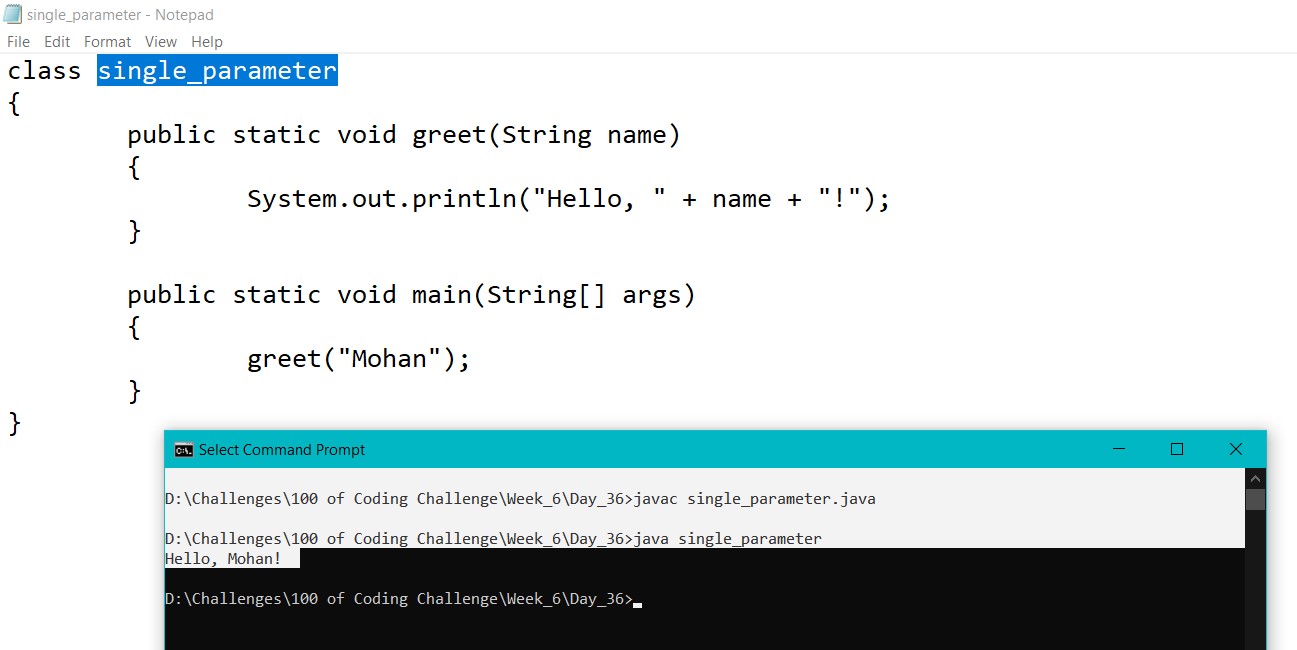 single_parameter - Notepad
File Edit Format View Help
class single_parameter
{
public static void greet(String name)
{
System.out.println("Hello, " + name + "!");
}
public static void main(String[] args)
{
greet("Mohan");
}
}
C:\. Select Command Prompt
D:\Challenges\100 of Coding Challenge\Week_6\Day_36>javac single_parameter.java
D:\Challenges\100 of Coding Challenge\Week_6\Day_36>java single_parameter
Hello, Mohan!
D:\Challenges\100 of Coding Challenge\Week_6\Day_36>